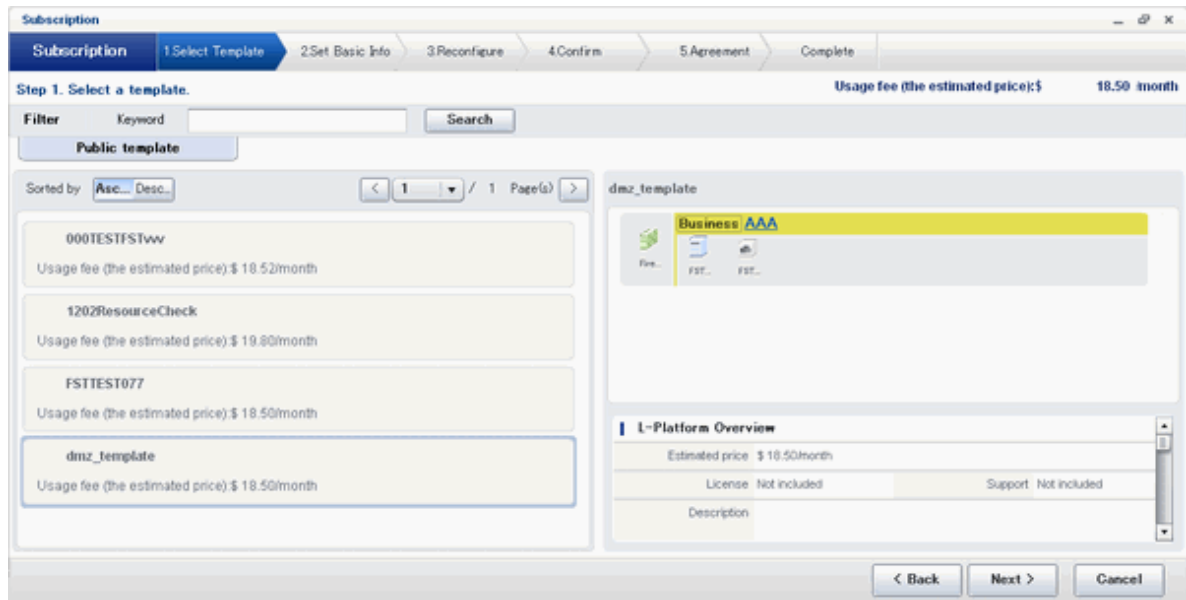 Subscription
Subscription 1.Select Template 2.Set Basic Info 3.Reconfigure 4.Confirm 5.Agreement Complete
Step 1. Select a template. Usage fee (the estimated price):$ 18.50 /month
Filter Keyword Search
Public template
Sorted by Asc... Desc... < 1 / 1 Page(s) >
000TESTFSTvvv
Usage fee (the estimated price):$ 18.52/month
1202ResourceCheck
Usage fee (the estimated price):$ 19.80/month
FSTTEST077
Usage fee (the estimated price):$ 18.50/month
dmz_template
Usage fee (the estimated price):$ 18.50/month
dmz_template
Business AAA
Fire... FST... FST...
L-Platform Overview
Estimated price $ 18.50/month
License Not included Support Not included
Description
< Back Next > Cancel